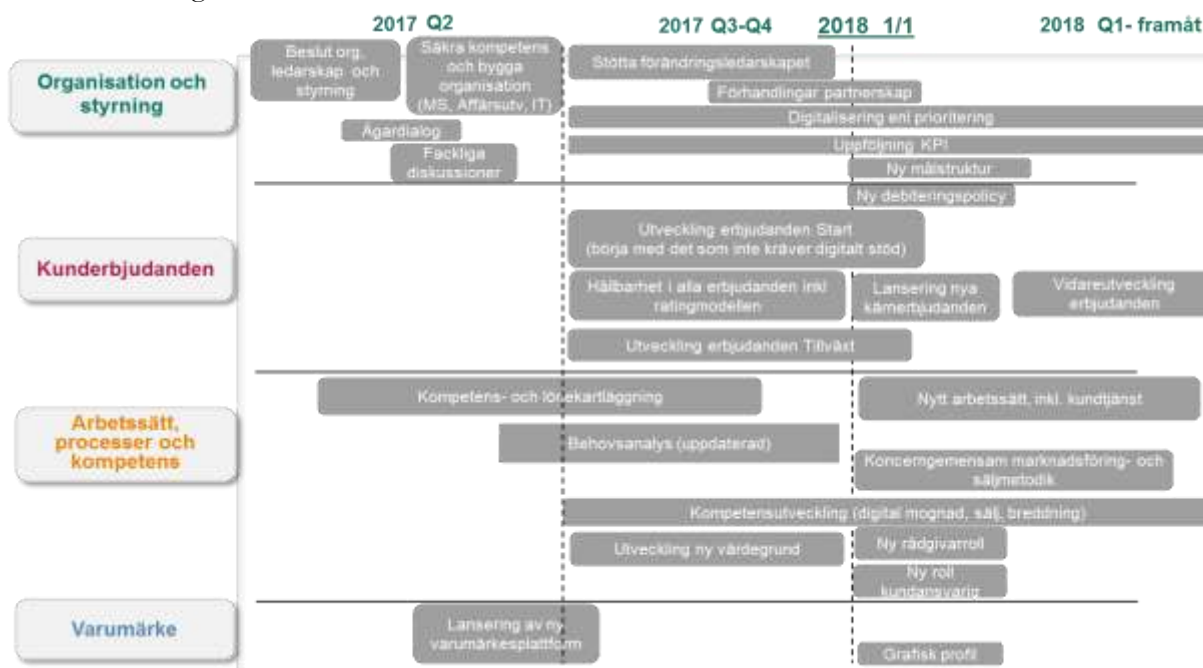 2017 Q2
2017 Q3-Q4
2018 1/1
2018 Q1- framåt
Organisation och
styrning
Beslut org,
ledarskap och
styrning
Säkra kompetens
och bygga
organisation
(MS, Affärsutv, IT)
Stötta förändringsledarskapet
Förhandlingar partnerskap
Digitalisering enl prioritering
Ägardialog
Uppföljning KPI
Fackliga
diskussioner
Ny målstruktur
Ny debiteringspolicy
Kunderbjudanden
Utveckling erbjudanden Start
(börja med det som inte kräver digitalt stöd)
Hållbarhet i alla erbjudanden inkl
ratingmodellen
Lansering nya
kärnerbjudanden
Vidareutveckling
erbjudanden
Utveckling erbjudanden Tillväxt
Arbetssätt,
processer och
kompetens
Kompetens- och lönekartläggning
Nytt arbetssätt, inkl. kundtjänst
Behovsanalys (uppdaterad)
Koncerngemensam marknadsföring- och
säljmetodik
Kompetensutveckling (digital mognad, sälj, breddning)
Utveckling ny värdegrund
Ny rådgivarroll
Ny roll
kundansvarig
Varumärke
Lansering av ny
varumärkesplattform
Grafisk profil